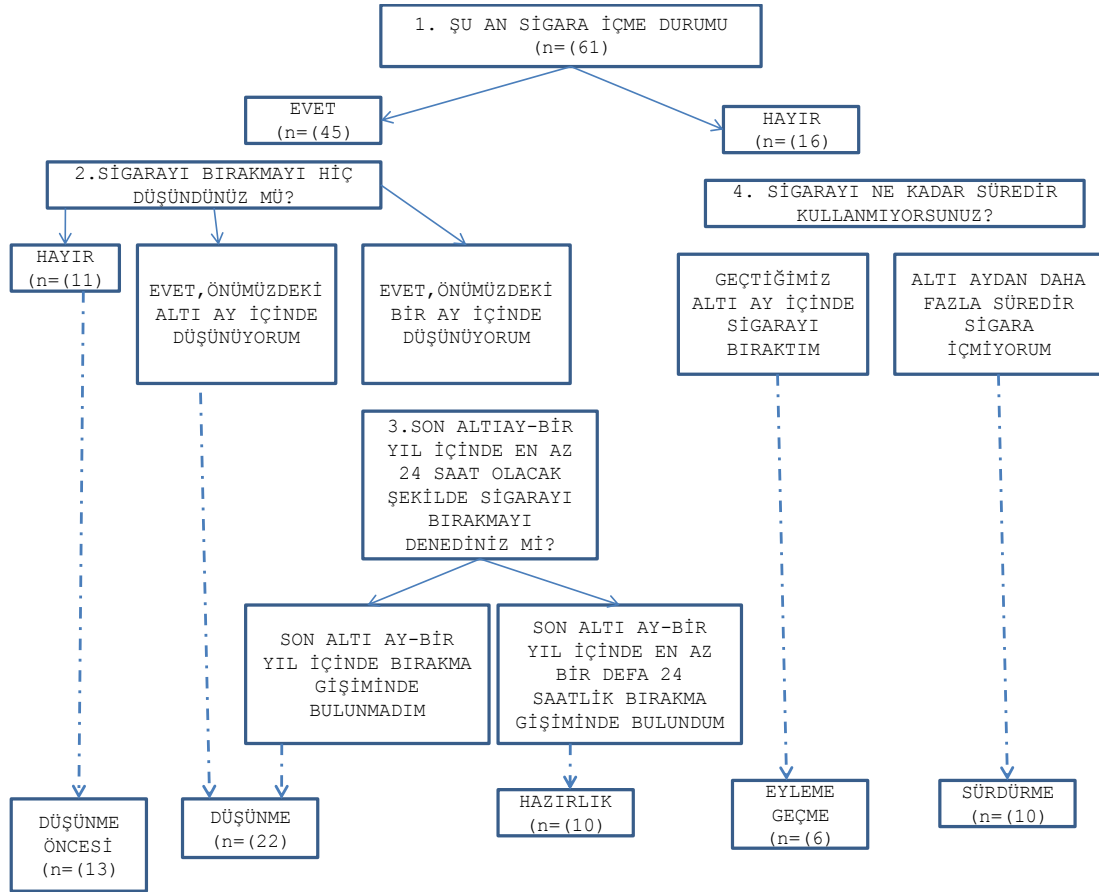 1. ŞU AN SİGARA İÇME DURUMU
(n=(61)
EVET
(n=(45)
HAYIR
(n=(16)
2.SİGARAYI BIRAKMAYI HİÇ
DÜŞÜNDÜNÜZ MÜ?
4. SİGARAYI NE KADAR SÜREDİR
KULLANMIYORSUNUZ?
HAYIR
(n=(11)
EVET,ÖNÜMÜZDEKİ
ALTI AY İÇİNDE
DÜŞÜNÜYORUM
EVET,ÖNÜMÜZDEKİ
BİR AY İÇİNDE
DÜŞÜNÜYORUM
GEÇTİĞİMİZ
ALTI AY İÇİNDE
SİGARAYI
BIRAKTIM
ALTI AYDAN DAHA
FAZLA SÜREDİR
SİGARA
İÇMİYORUM
3.SON ALTIAY-BİR
YIL İÇİNDE EN AZ
24 SAAT OLACAK
ŞEKİLDE SİGARAYI
BIRAKMAYI
DENEDİNİZ Mİ?
SON ALTI AY-BİR
YIL İÇİNDE BIRAKMA
GİŞİMİNDE
BULUNMADIM
SON ALTI AY-BİR
YIL İÇİNDE EN AZ
BİR DEFA 24
SAATLİK BIRAKMA
GİŞİMİNDE BULUNDUM
DÜŞÜNME
ÖNCESİ
(n=(13)
DÜŞÜNME
(n=(22)
HAZIRLIK
(n=(10)
EYLEME
GEÇME
(n=(6)
SÜRDÜRME
(n=(10)